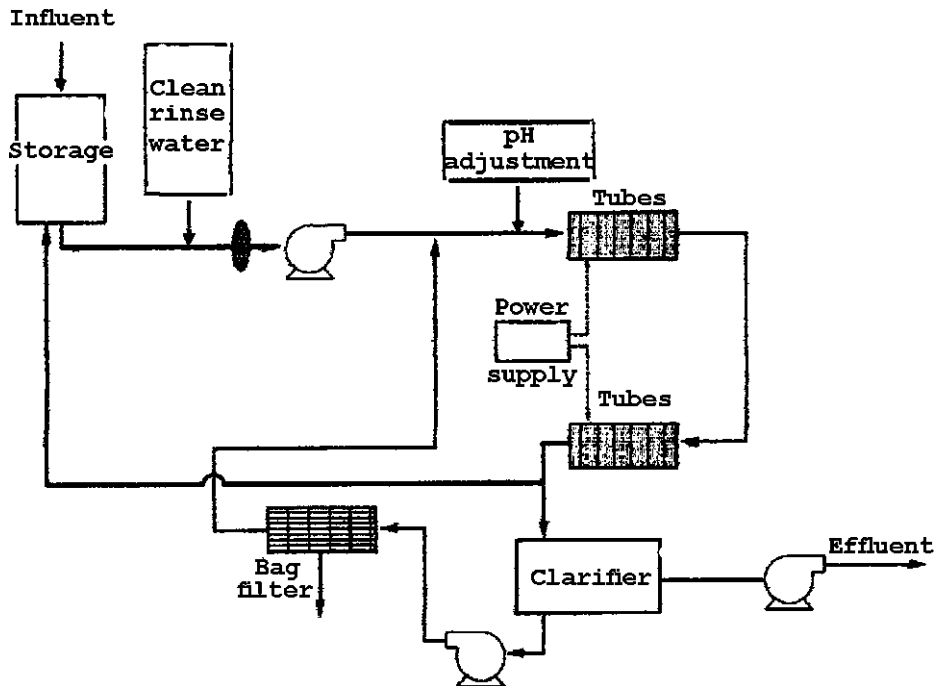 Influent
Clean
rinse
water
Storage
pH
adjustment
Tubes
Power
supply
Tubes
Bag
filter
Clarifier
Effluent